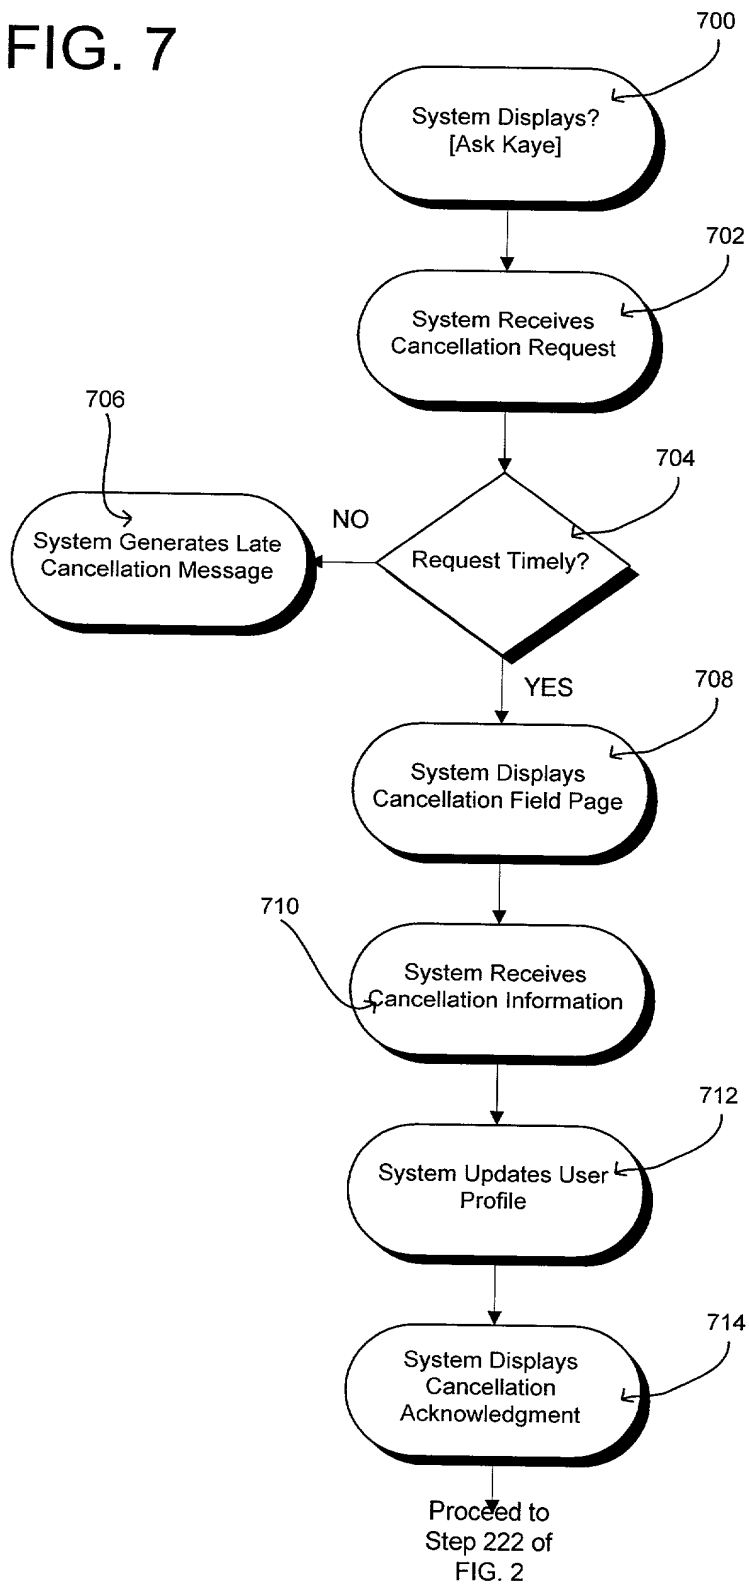 FIG. 7
700
System Displays?
[Ask Kaye]
702
System Receives
Cancellation Request
704
Request Timely?
NO
706
System Generates Late
Cancellation Message
YES
708
System Displays
Cancellation Field Page
710
System Receives
Cancellation Information
712
System Updates User
Profile
714
System Displays
Cancellation
Acknowledgment
Proceed to
Step 222 of
FIG. 2